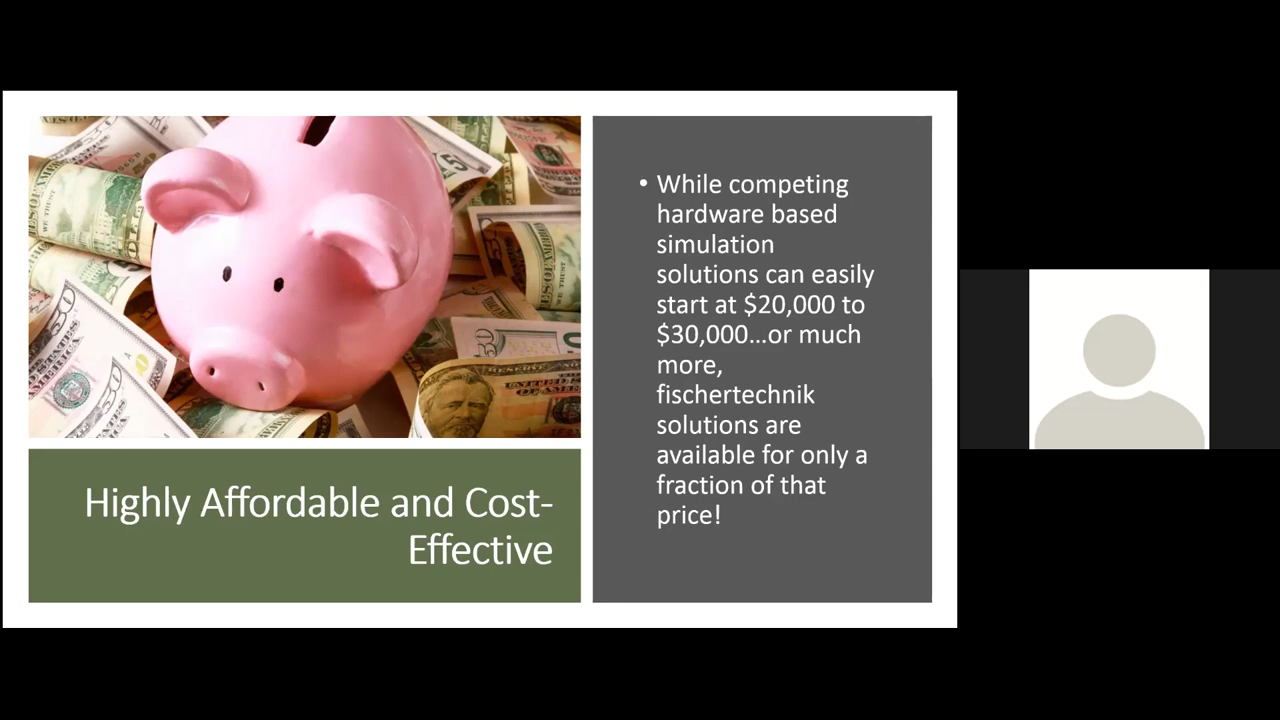 Highly Affordable and Cost-
Effective
• While competing
hardware based
simulation
solutions can easily
start at $20,000 to
$30,000...or much
more,
fischertechnik
solutions are
available for only a
fraction of that
price!